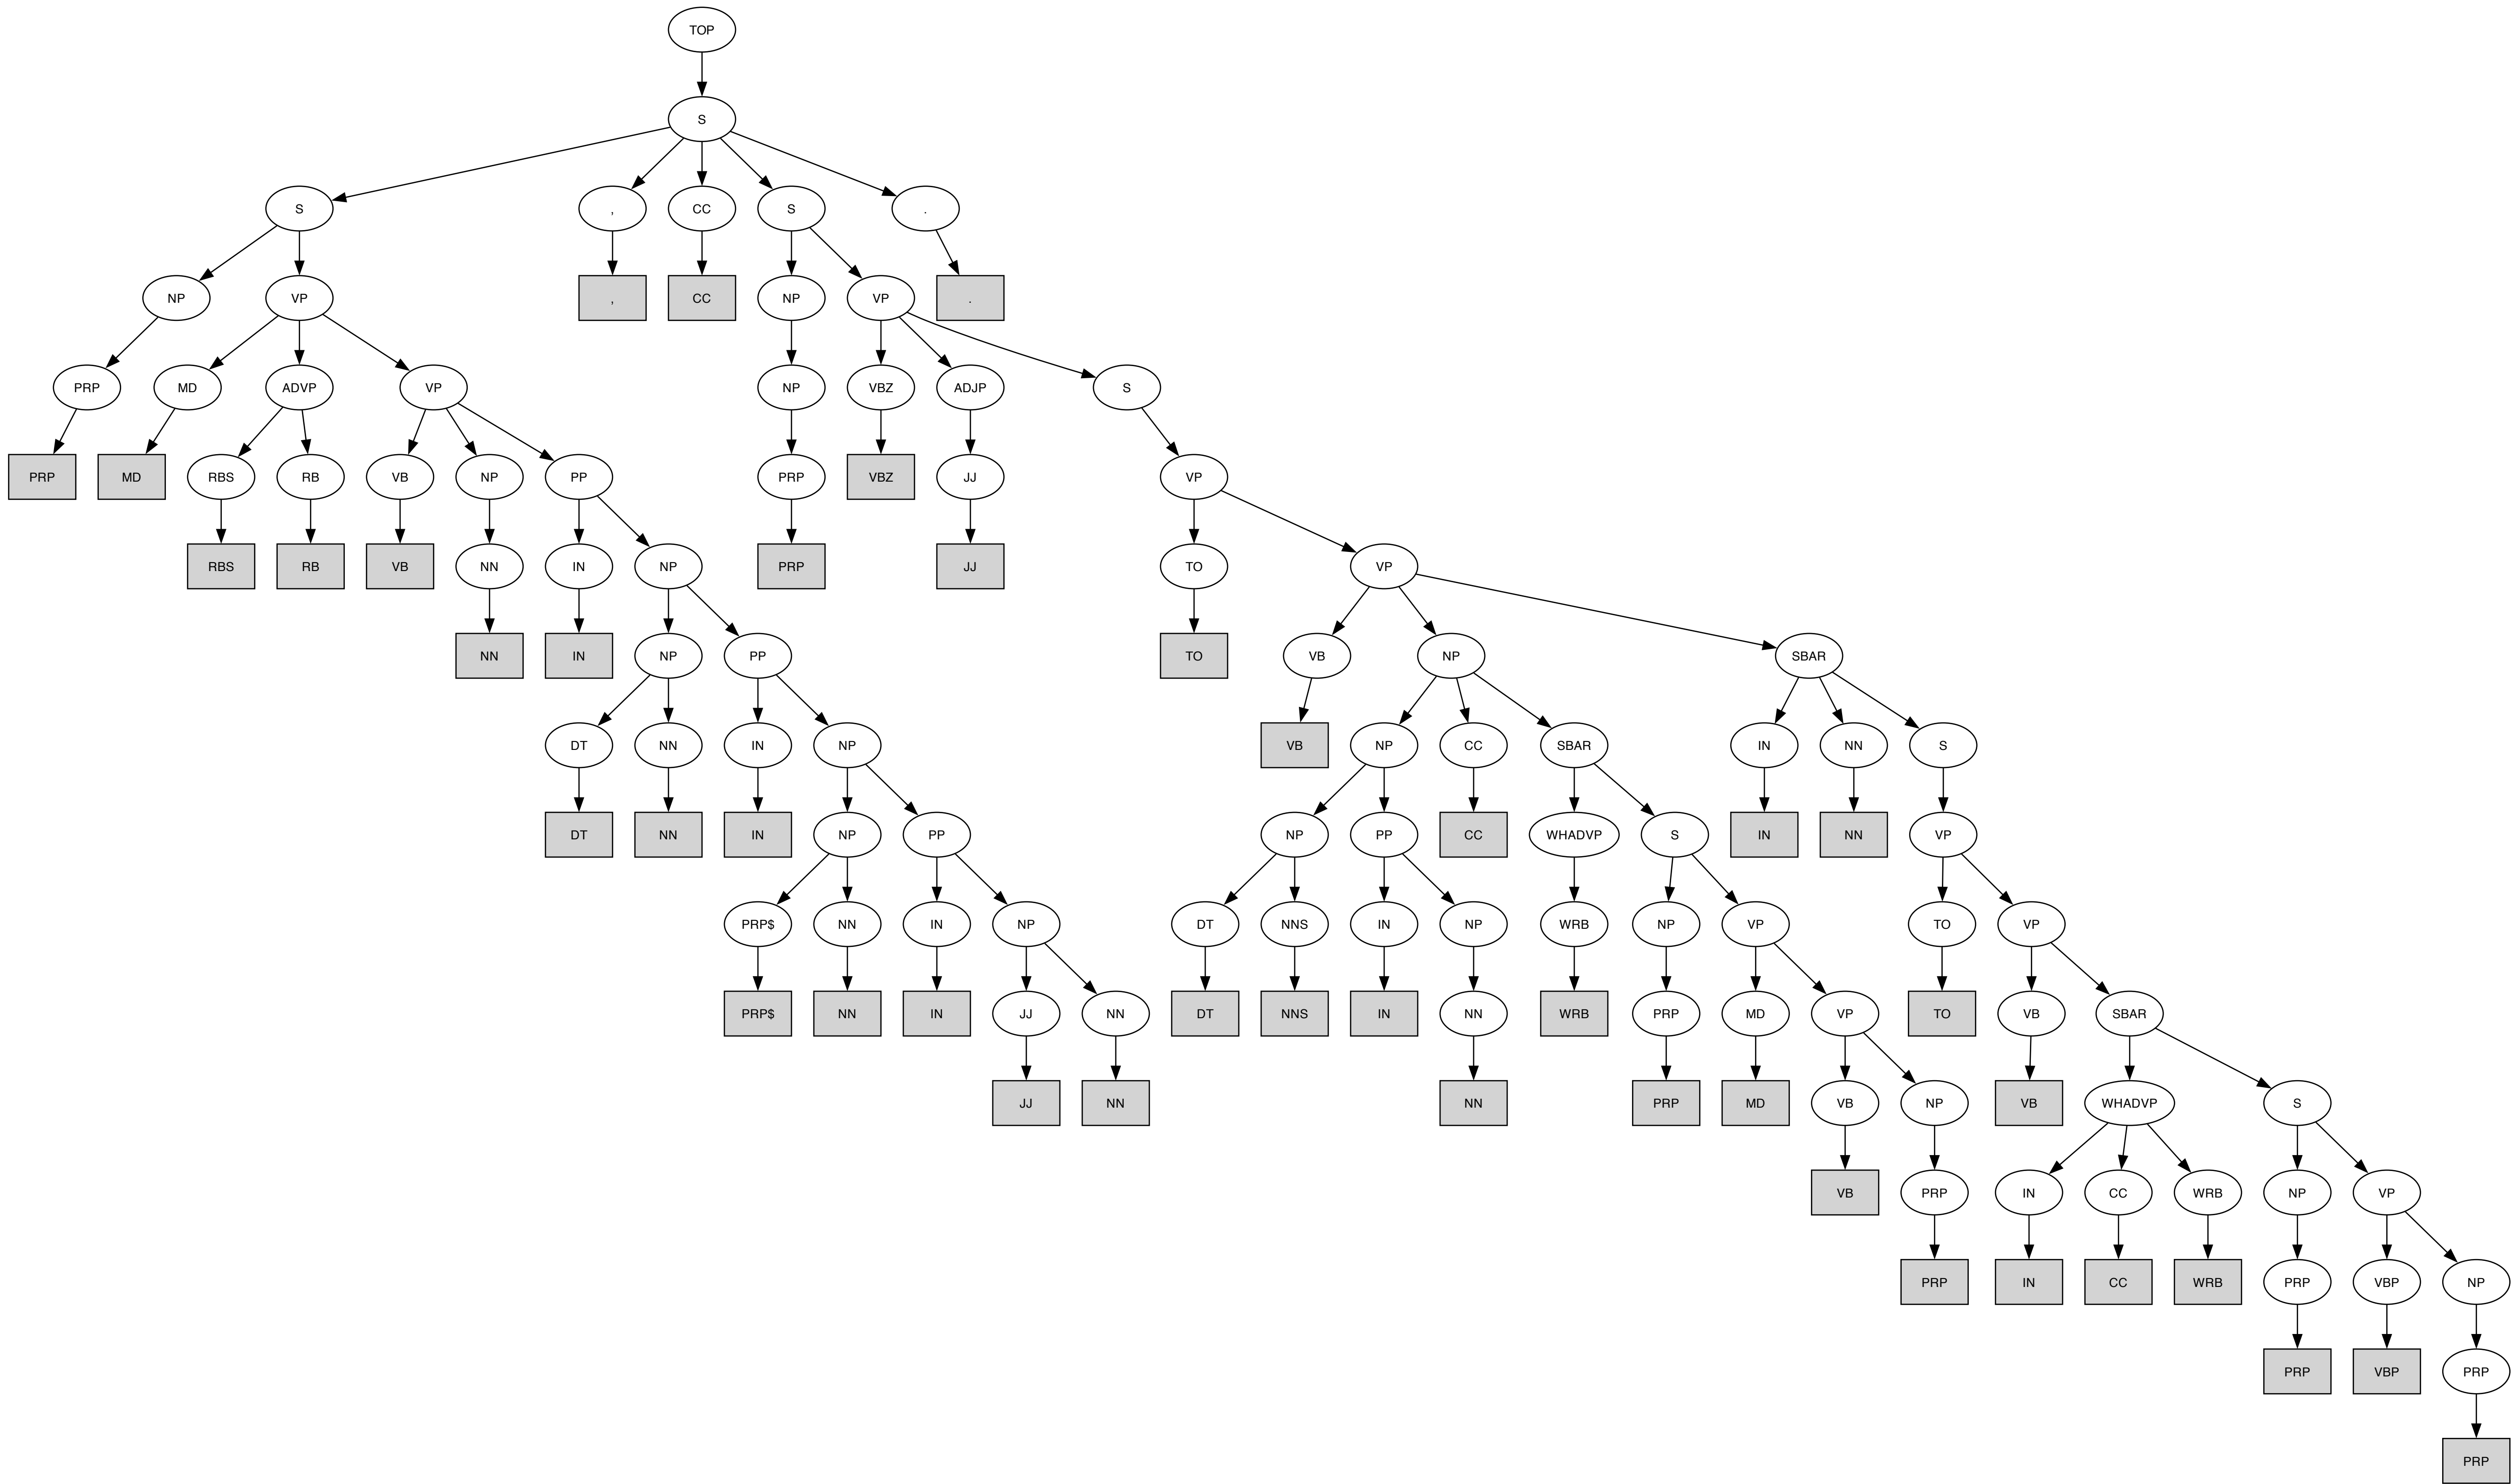 TOP
S
S , CC S .
NP VP , CC NP VP .
PRP MD ADVP VP NP VBZ ADJP S
PRP MD RBS RB VB NP PP PRP VBZ JJ VP
RBS RB VB NN IN NP PRP JJ TO VP
NN IN NP PP TO VB NP SBAR
DT NN IN NP VB NP CC SBAR IN NN S
DT NN IN NP PP NP PP CC WHADVP S IN NN VP
PRP$ NN IN NP DT NNS IN NP WRB NP VP TO VP
PRP$ NN IN JJ NN DT NNS IN NN WRB PRP MD VP TO VB SBAR
JJ NN NN PRP MD VB NP VB WHADVP S
VB PRP IN CC WRB NP VP
PRP IN CC WRB PRP VBP NP
PRP VBP PRP
PRP